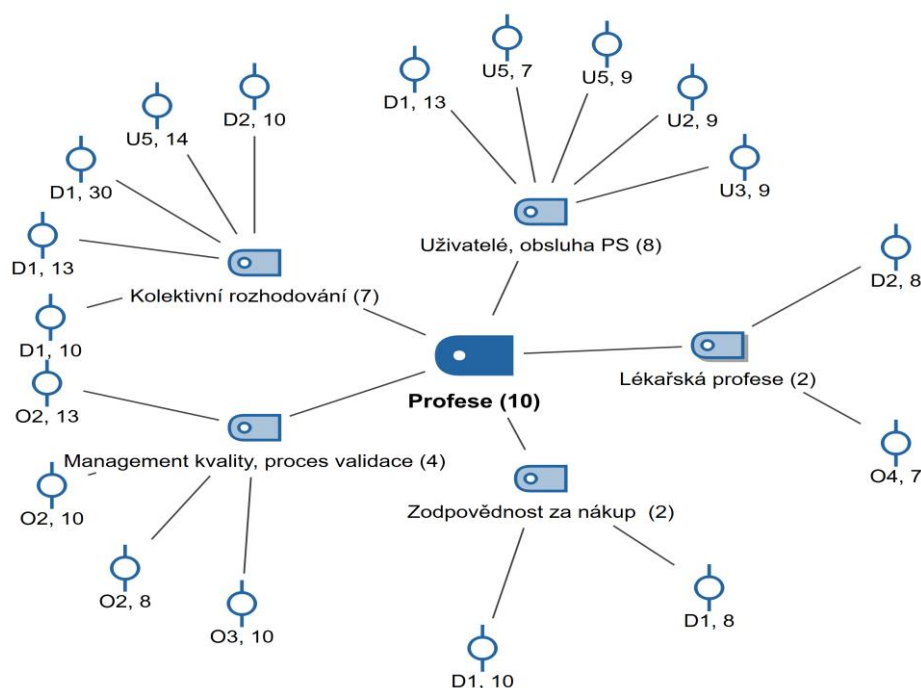 U5, 7
U5, 9
D1, 13
D2, 10
U2, 9
U5, 14
U3, 9
D1, 30
Uživatelé, obsluha PS (8)
D1, 13
D2, 8
Kolektivní rozhodování (7)
D1, 10
Lékařská profese (2)
Profese (10)
O2, 13
Management kvality, proces validace (4)
O4, 7
Zodpovědnost za nákup (2)
O2, 10
O2, 8
D1, 8
O3, 10
D1, 10